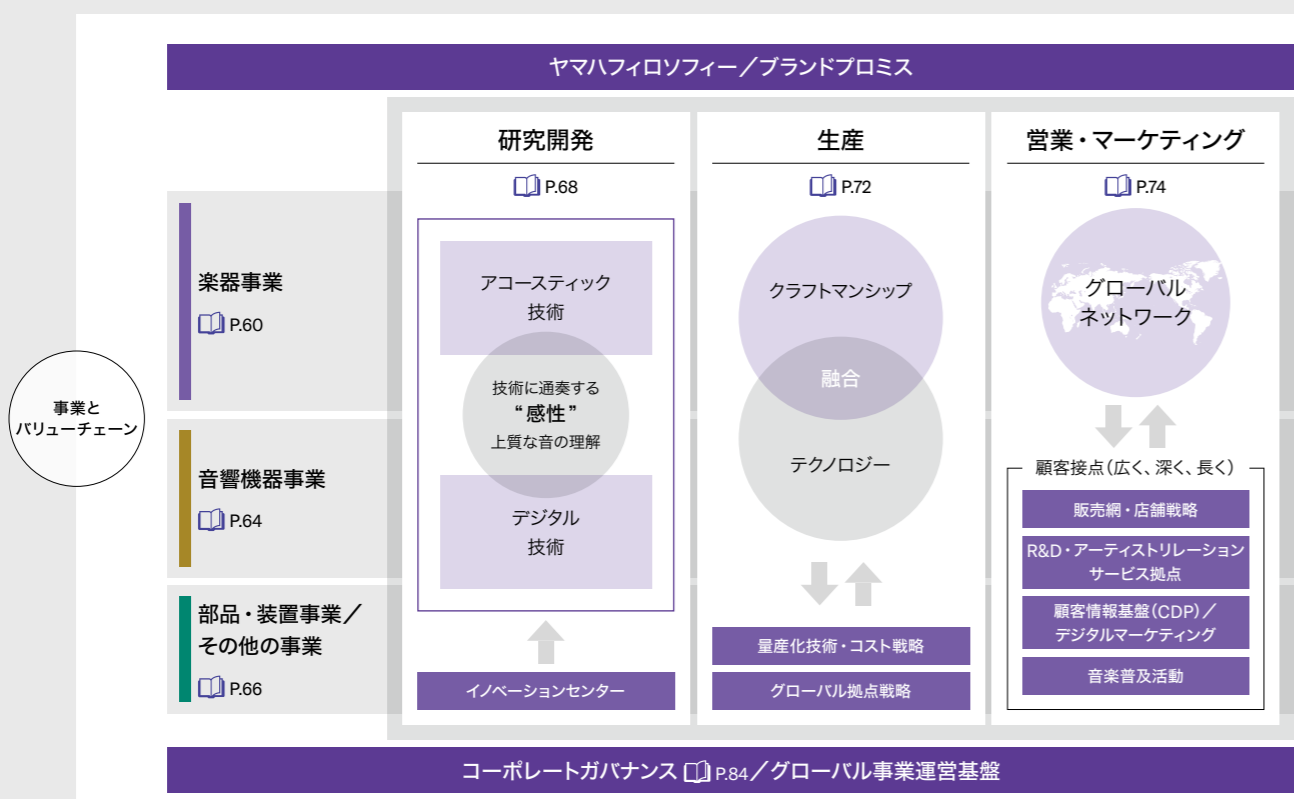 ヤマハフィロソフィー／ブランドプロミス
事業と
バリューチェーン
楽器事業
P.60
音響機器事業
P.64
部品・装置事業／
その他の事業
P.66
研究開発
P.68
アコースティック
技術
技術に通奏する
“感性”
上質な音の理解
デジタル
技術
イノベーションセンター
生産
P.72
クラフトマンシップ
融合
テクノロジー
量産化技術・コスト戦略
グローバル拠点戦略
営業・マーケティング
P.74
グローバル
ネットワーク
顧客接点（広く、深く、長く）
販売網・店舗戦略
R&D・アーティストリレーション
サービス拠点
顧客情報基盤（CDP）／
デジタルマーケティング
音楽普及活動
コーポレートガバナンス P.84／グローバル事業運営基盤